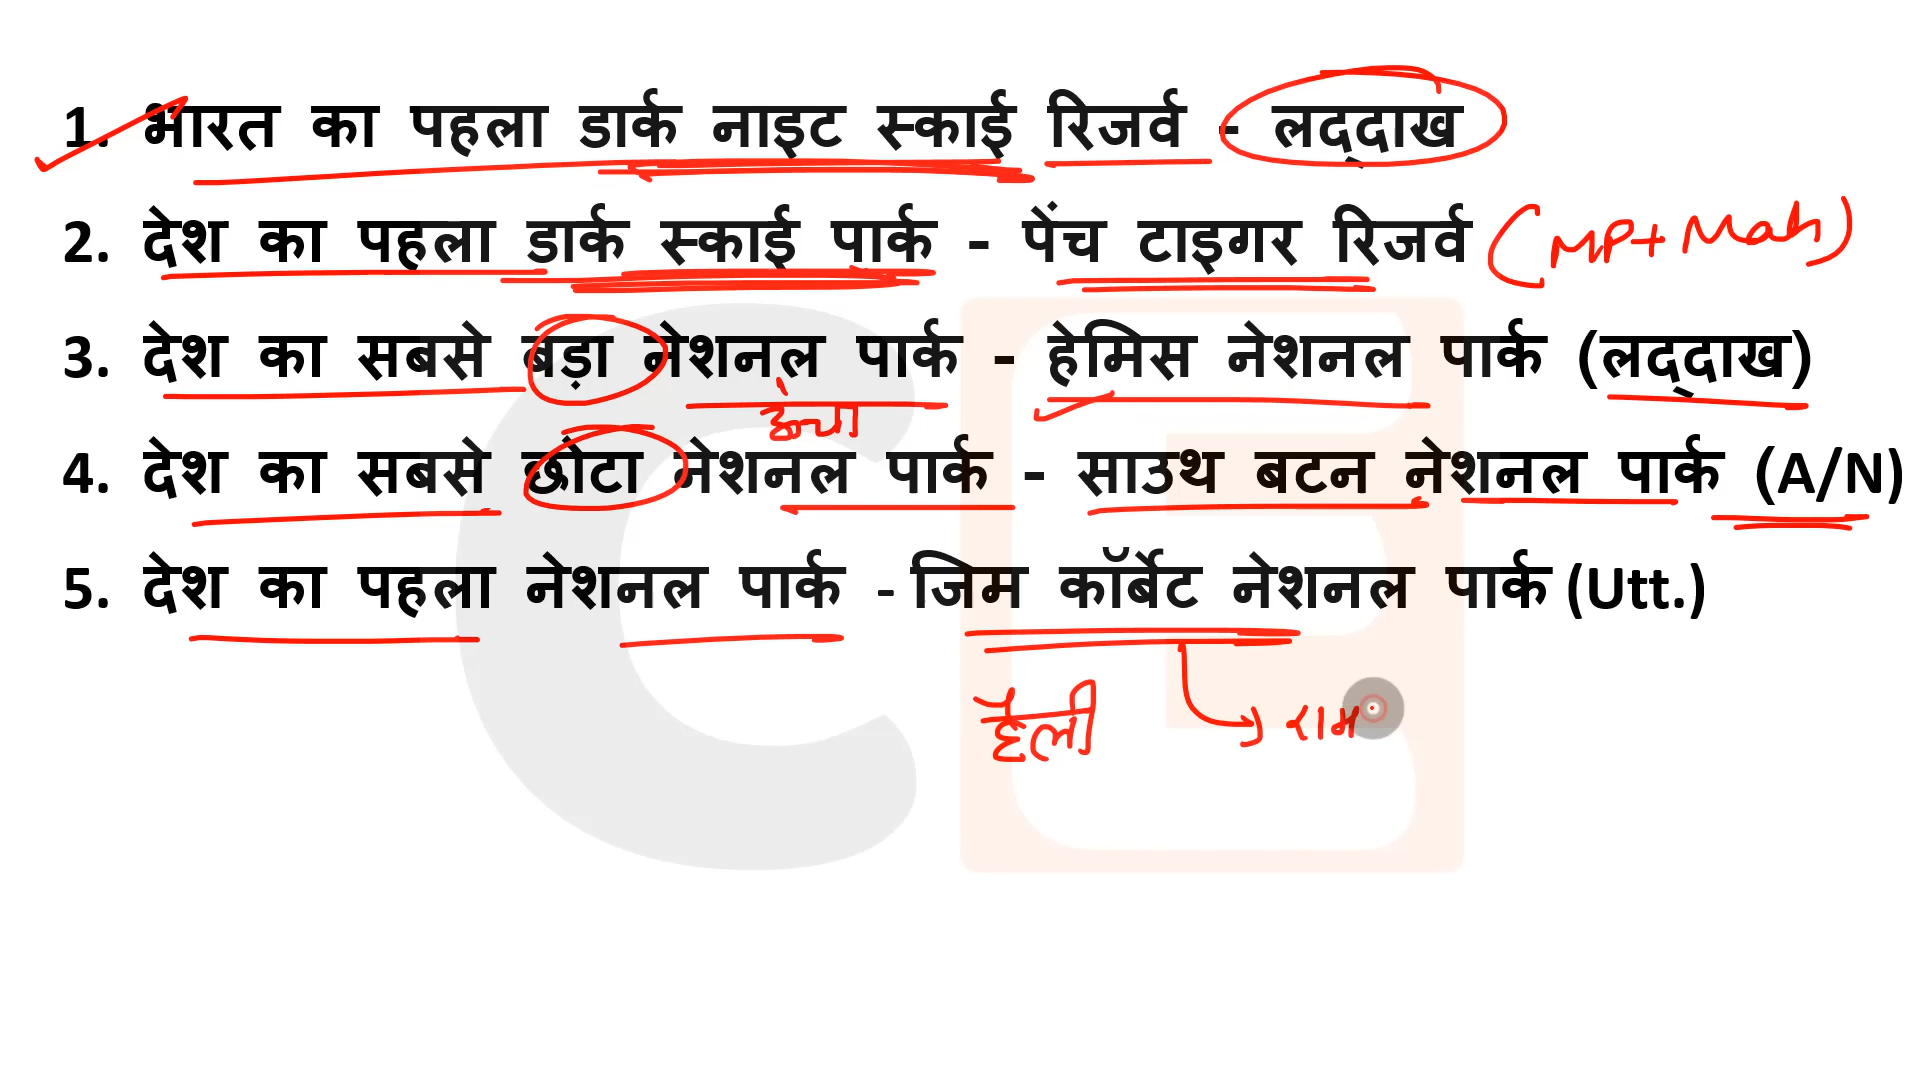 1. भारत का पहला डार्क नाइट स्काई रिजर्व - लद्दाख
2. देश का पहला डार्क स्काई पार्क - पेंच टाइगर रिजर्व (MP+Mah)
3. देश का सबसे बड़ा नेशनल पार्क - हेमिस नेशनल पार्क (लद्दाख)
4. देश का सबसे छोटा नेशनल पार्क - साउथ बटन नेशनल पार्क (A/N)
5. देश का पहला नेशनल पार्क - जिम कॉर्बेट नेशनल पार्क (Utt.)
हैली राम